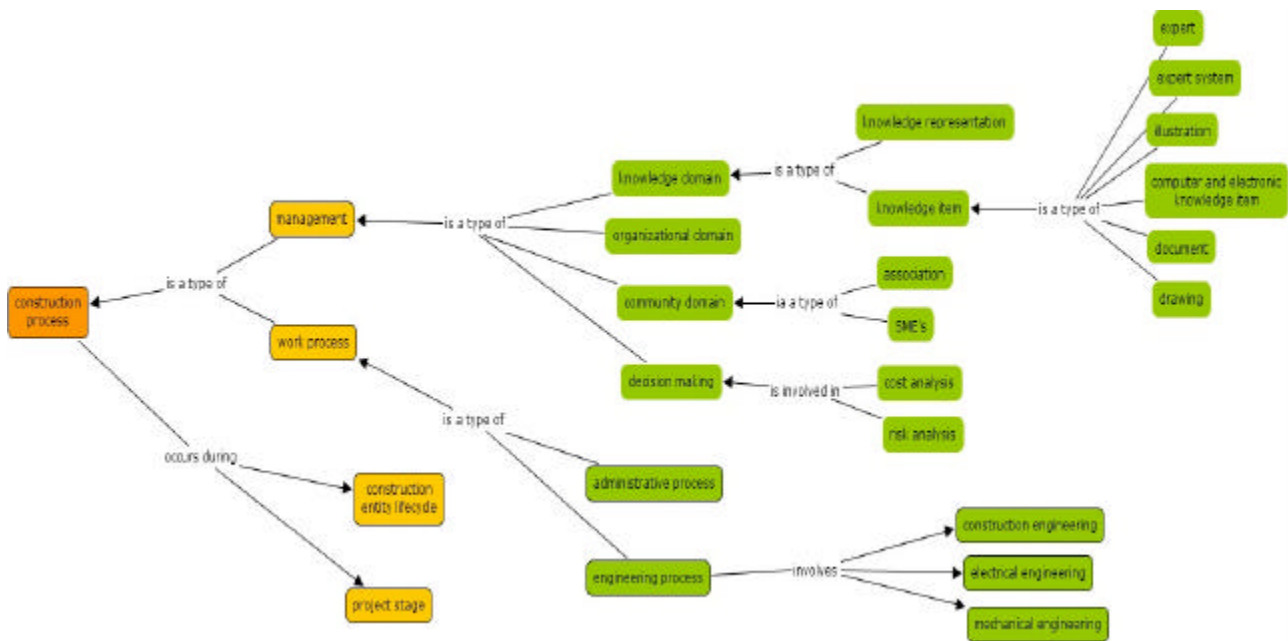 expert
expert system
illustration
computer and electronic
knowledge item
document
drawing
is a type of
knowledge representation
is a type of
knowledge item
knowledge domain
organizational domain
is a type of
management
community domain
ia a type of
association
SME's
is a type of
construction
process
work process
decision making
is involved in
cost analysis
risk analysis
is a type of
occurs during
administrative process
construction
entity lifecycle
project stage
engineering process
involves
construction engineering
electrical engineering
mechanical engineering